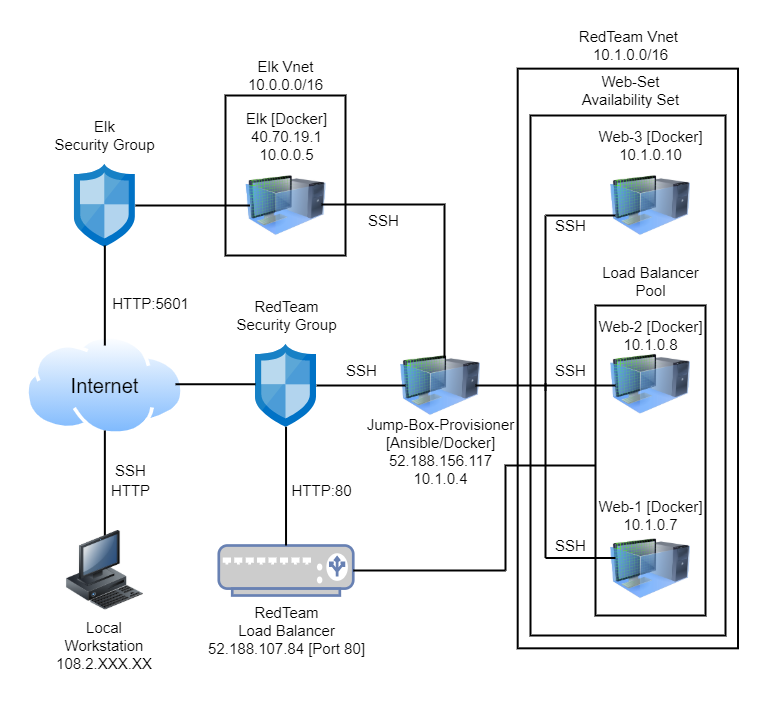 RedTeam Vnet
10.1.0.0/16
Elk Vnet
10.0.0.0/16
Web-Set
Availability Set
Elk
Security Group
Elk [Docker]
40.70.19.1
10.0.0.5
Web-3 [Docker]
10.1.0.10
SSH
SSH
HTTP:5601
RedTeam
Security Group
Load Balancer
Pool
Web-2 [Docker]
10.1.0.8
Internet
SSH
SSH
Jump-Box-Provisioner
[Ansible/Docker]
52.188.156.117
10.1.0.4
SSH
HTTP
HTTP:80
Web-1 [Docker]
10.1.0.7
SSH
RedTeam
Load Balancer
52.188.107.84 [Port 80]
Local
Workstation
108.2.XXX.XX